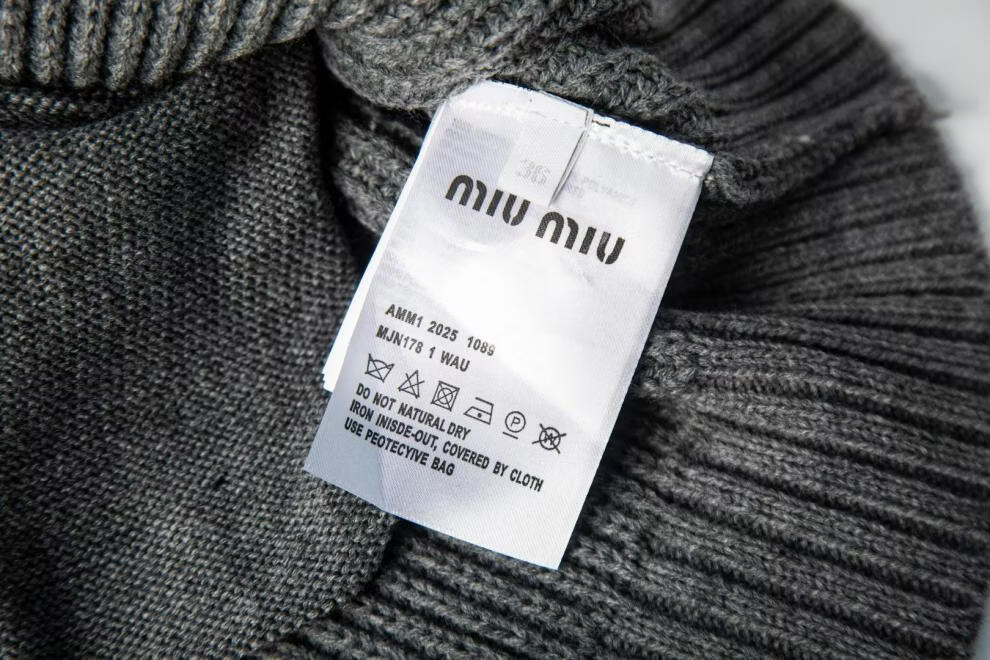 miu miu
AMM1 2025 1089
MJN178 1 WAU
P
W
DO NOT NATURAL DRY
IRON INISDE-OUT, COVERED BY CLOTH
USE PEOTECYIVE BAG